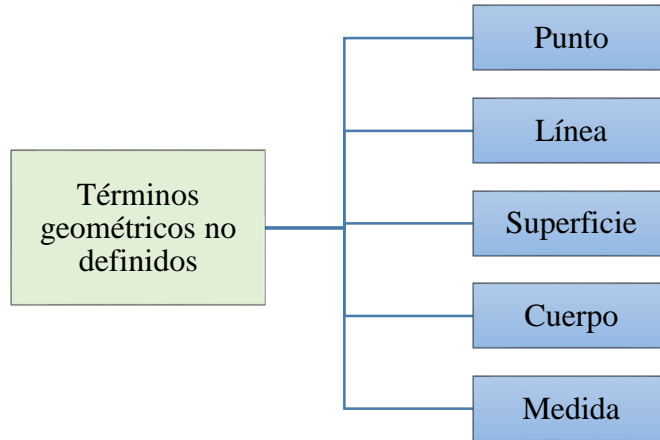 Términos
geométricos no
definidos
Punto
Línea
Superficie
Cuerpo
Medida